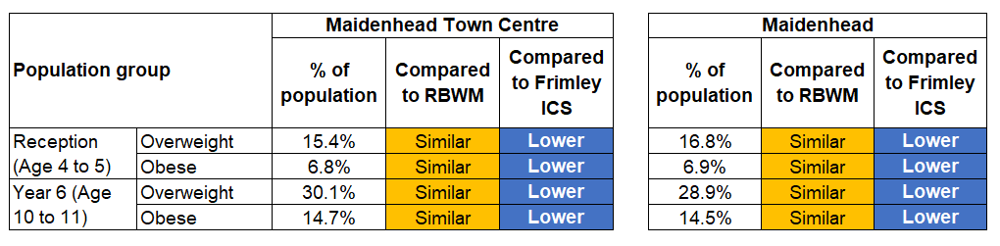 Maidenhead Town Centre Maidenhead
Population group % of population Compared to RBWM Compared to Frimley ICS % of population Compared to RBWM Compared to Frimley ICS
Reception (Age 4 to 5) Overweight 15.4% Similar Lower 16.8% Similar Lower
Obese 6.8% Similar Lower 6.9% Similar Lower
Year 6 (Age 10 to 11) Overweight 30.1% Similar Lower 28.9% Similar Lower
Obese 14.7% Similar Lower 14.5% Similar Lower